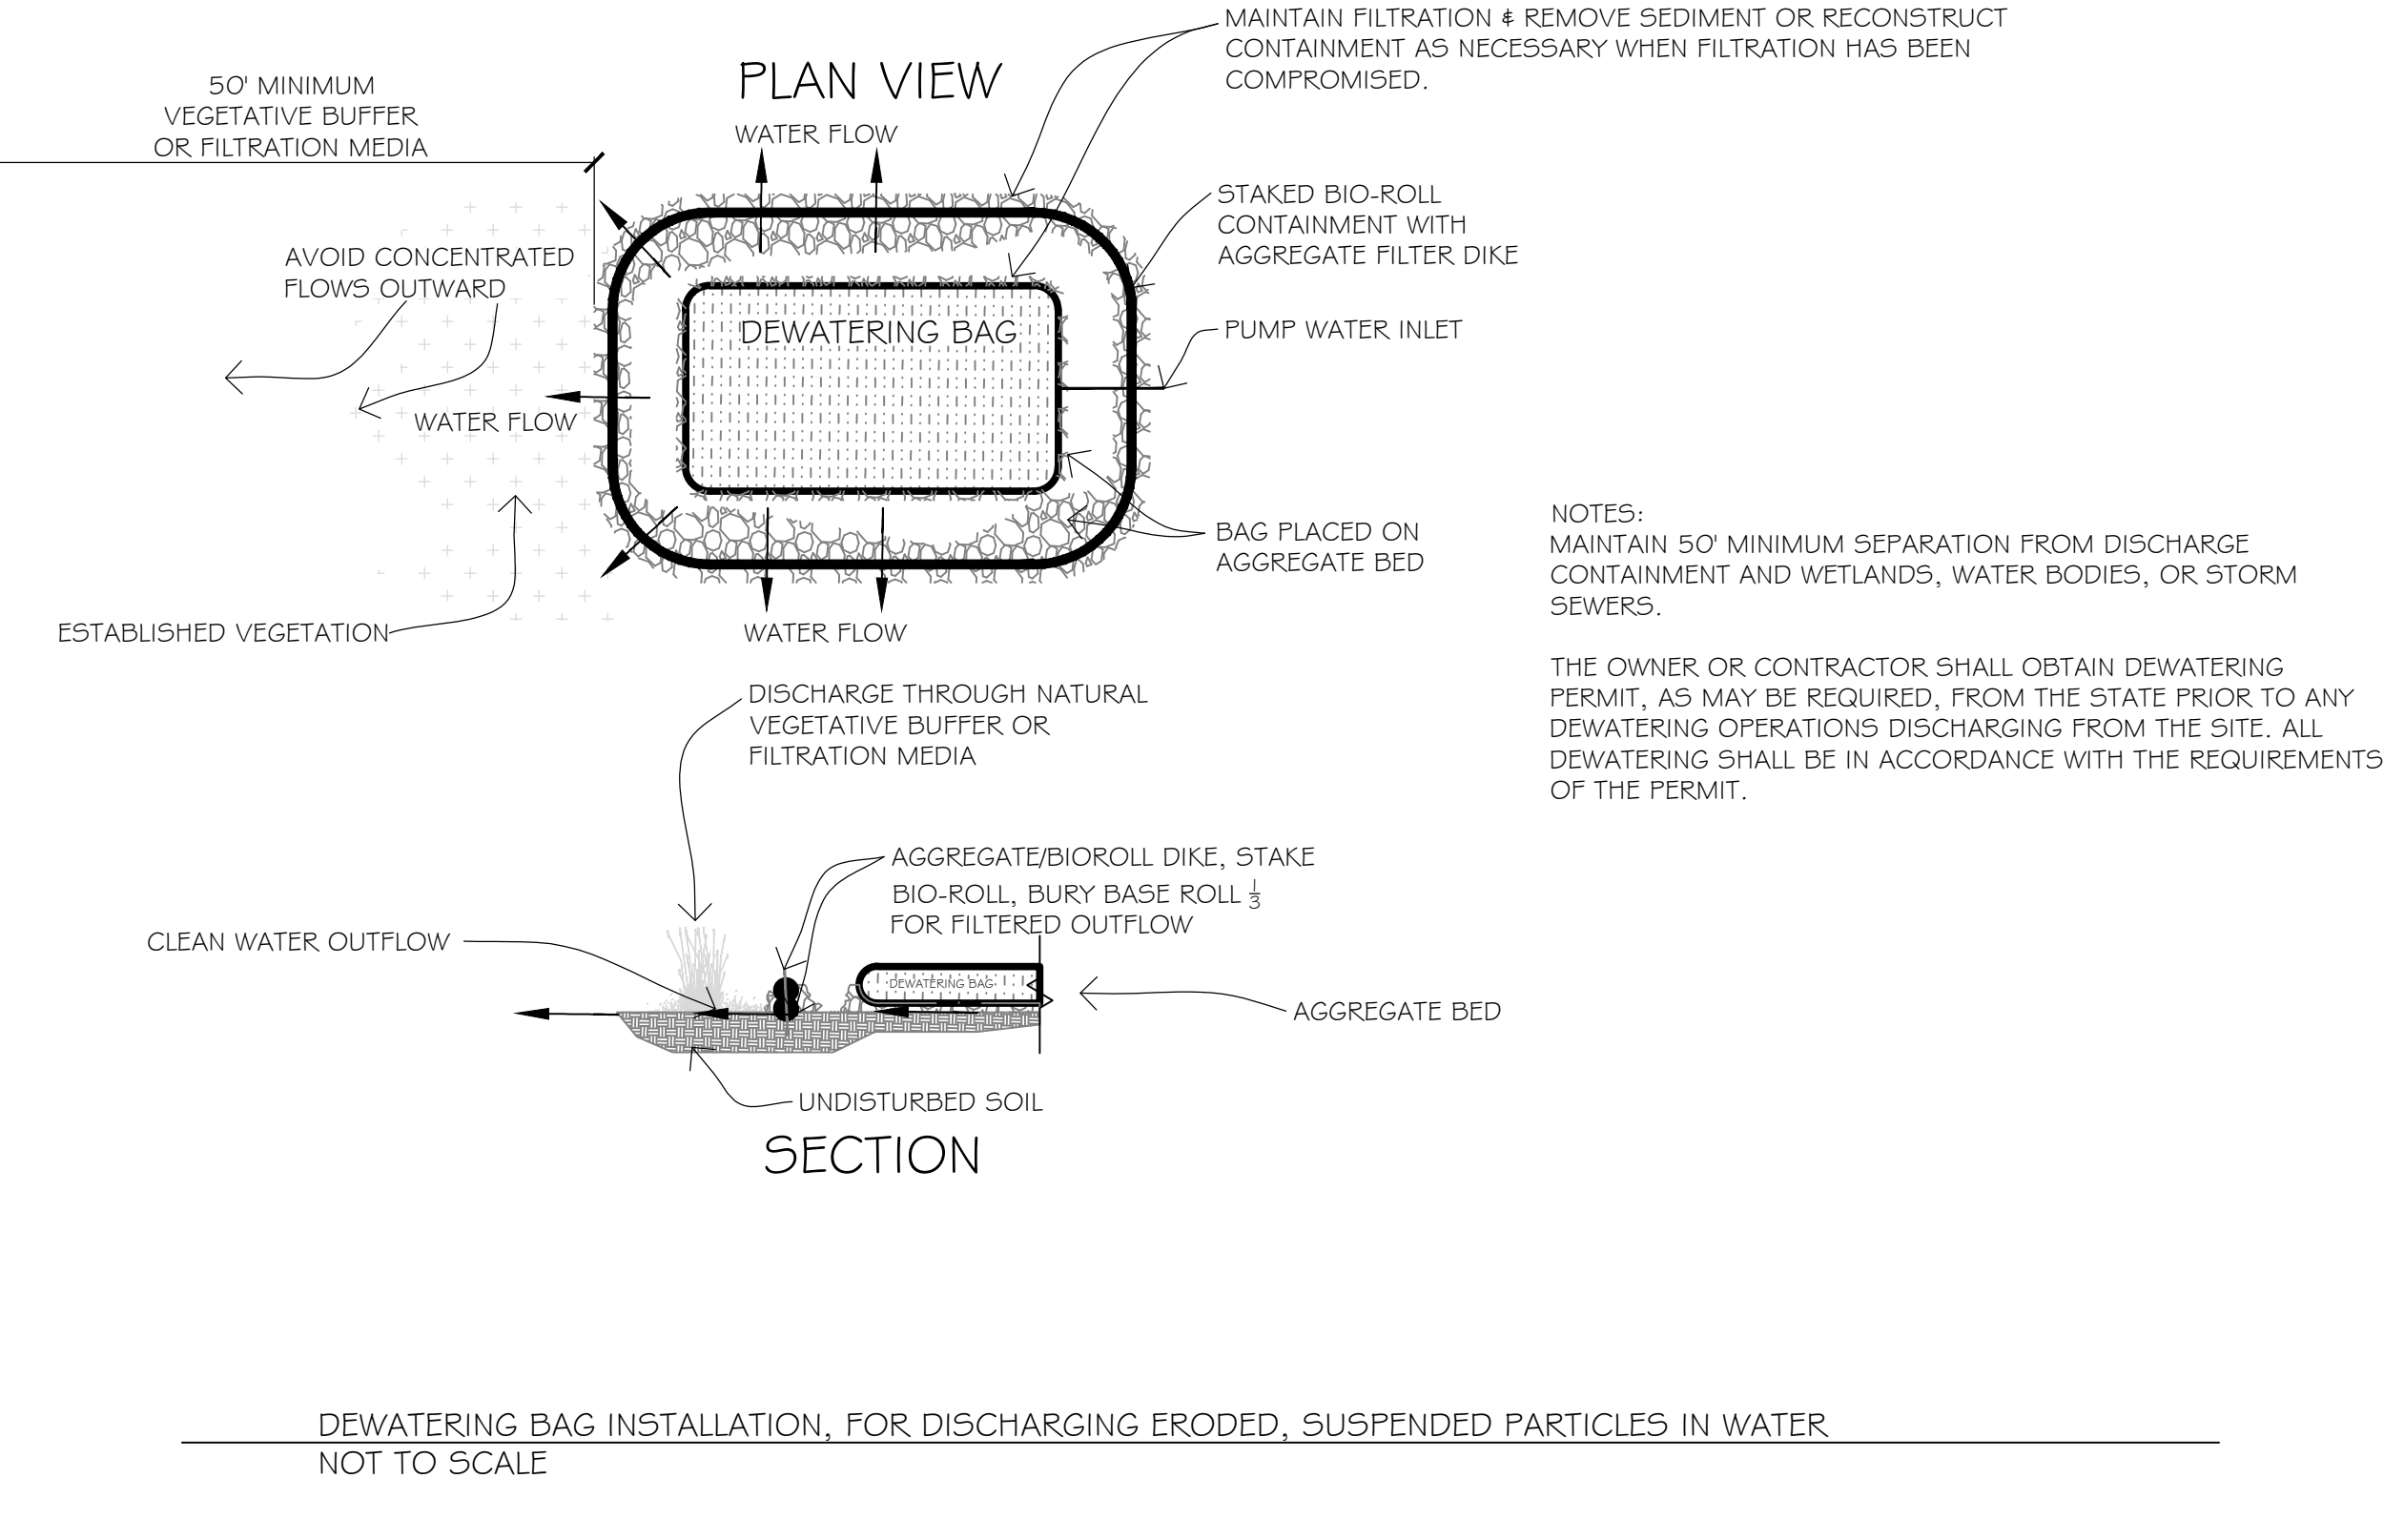 PLAN VIEW
MAINTAIN FILTRATION & REMOVE SEDIMENT OR RECONSTRUCT
CONTAINMENT AS NECESSARY WHEN FILTRATION HAS BEEN
COMPROMISED.
50' MINIMUM
VEGETATIVE BUFFER
OR FILTRATION MEDIA
WATER FLOW
STAKED BIO-ROLL
CONTAINMENT WITH
AGGREGATE FILTER DIKE
AVOID CONCENTRATED
FLOWS OUTWARD
DEWATERING BAG
PUMP WATER INLET
WATER FLOW
BAG PLACED ON
AGGREGATE BED
ESTABLISHED VEGETATION
WATER FLOW
NOTES:
MAINTAIN 50' MINIMUM SEPARATION FROM DISCHARGE
CONTAINMENT AND WETLANDS, WATER BODIES, OR STORM
SEWERS.
THE OWNER OR CONTRACTOR SHALL OBTAIN DEWATERING
PERMIT, AS MAY BE REQUIRED, FROM THE STATE PRIOR TO ANY
DEWATERING OPERATIONS DISCHARGING FROM THE SITE. ALL
DEWATERING SHALL BE IN ACCORDANCE WITH THE REQUIREMENTS
OF THE PERMIT.
DISCHARGE THROUGH NATURAL
VEGETATIVE BUFFER OR
FILTRATION MEDIA
AGGREGATE/BIOROLL DIKE, STAKE
BIO-ROLL, BURY BASE ROLL 1/3
FOR FILTERED OUTFLOW
CLEAN WATER OUTFLOW
DEWATERING BAG
AGGREGATE BED
UNDISTURBED SOIL
SECTION
DEWATERING BAG INSTALLATION, FOR DISCHARGING ERODED, SUSPENDED PARTICLES IN WATER
NOT TO SCALE